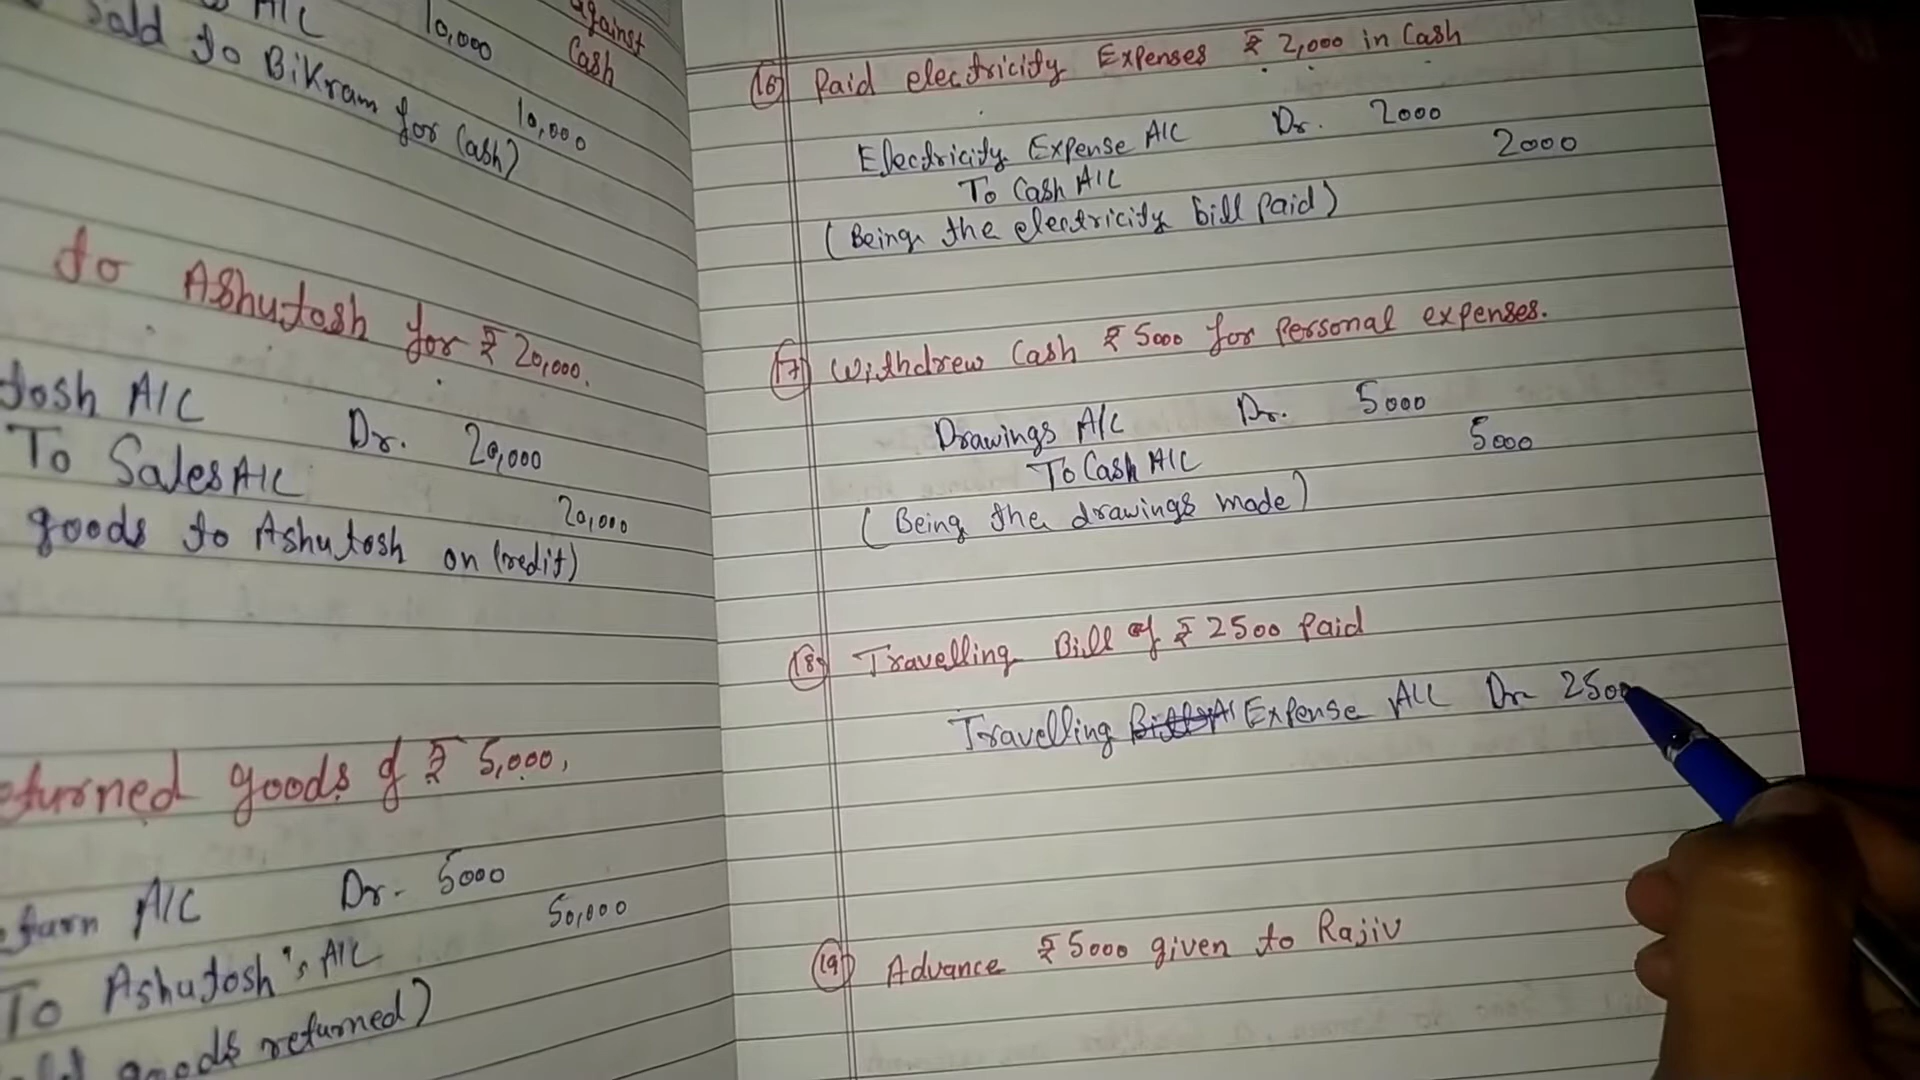 A/C 10,000 against
Cash
sold to Bikram for Cash) 10,000
to Ashutosh for ₹ 20,000.
tosh A/C Dr. 20,000
To Sales A/C 20,000
goods to Ashutosh on Credit)
eturned goods of ₹ 5,000,
eturn A/C Dr. 5000
To Ashutosh's A/C 50,000
goods returned)
16 Paid electricity Expenses ₹ 2,000 in Cash
Electricity Expense A/C Dr. 2000
To Cash A/C 2000
(Being the electricity bill Paid)
17 Withdrew Cash ₹ 5000 for Personal expenses.
Drawings A/C Dr. 5000
To Cash A/C 5000
(Being the drawings made)
18 Travelling Bill of ₹ 2500 Paid
Travelling Expense A/C Dr 2500
19 Advance ₹ 5000 given to Rajiv